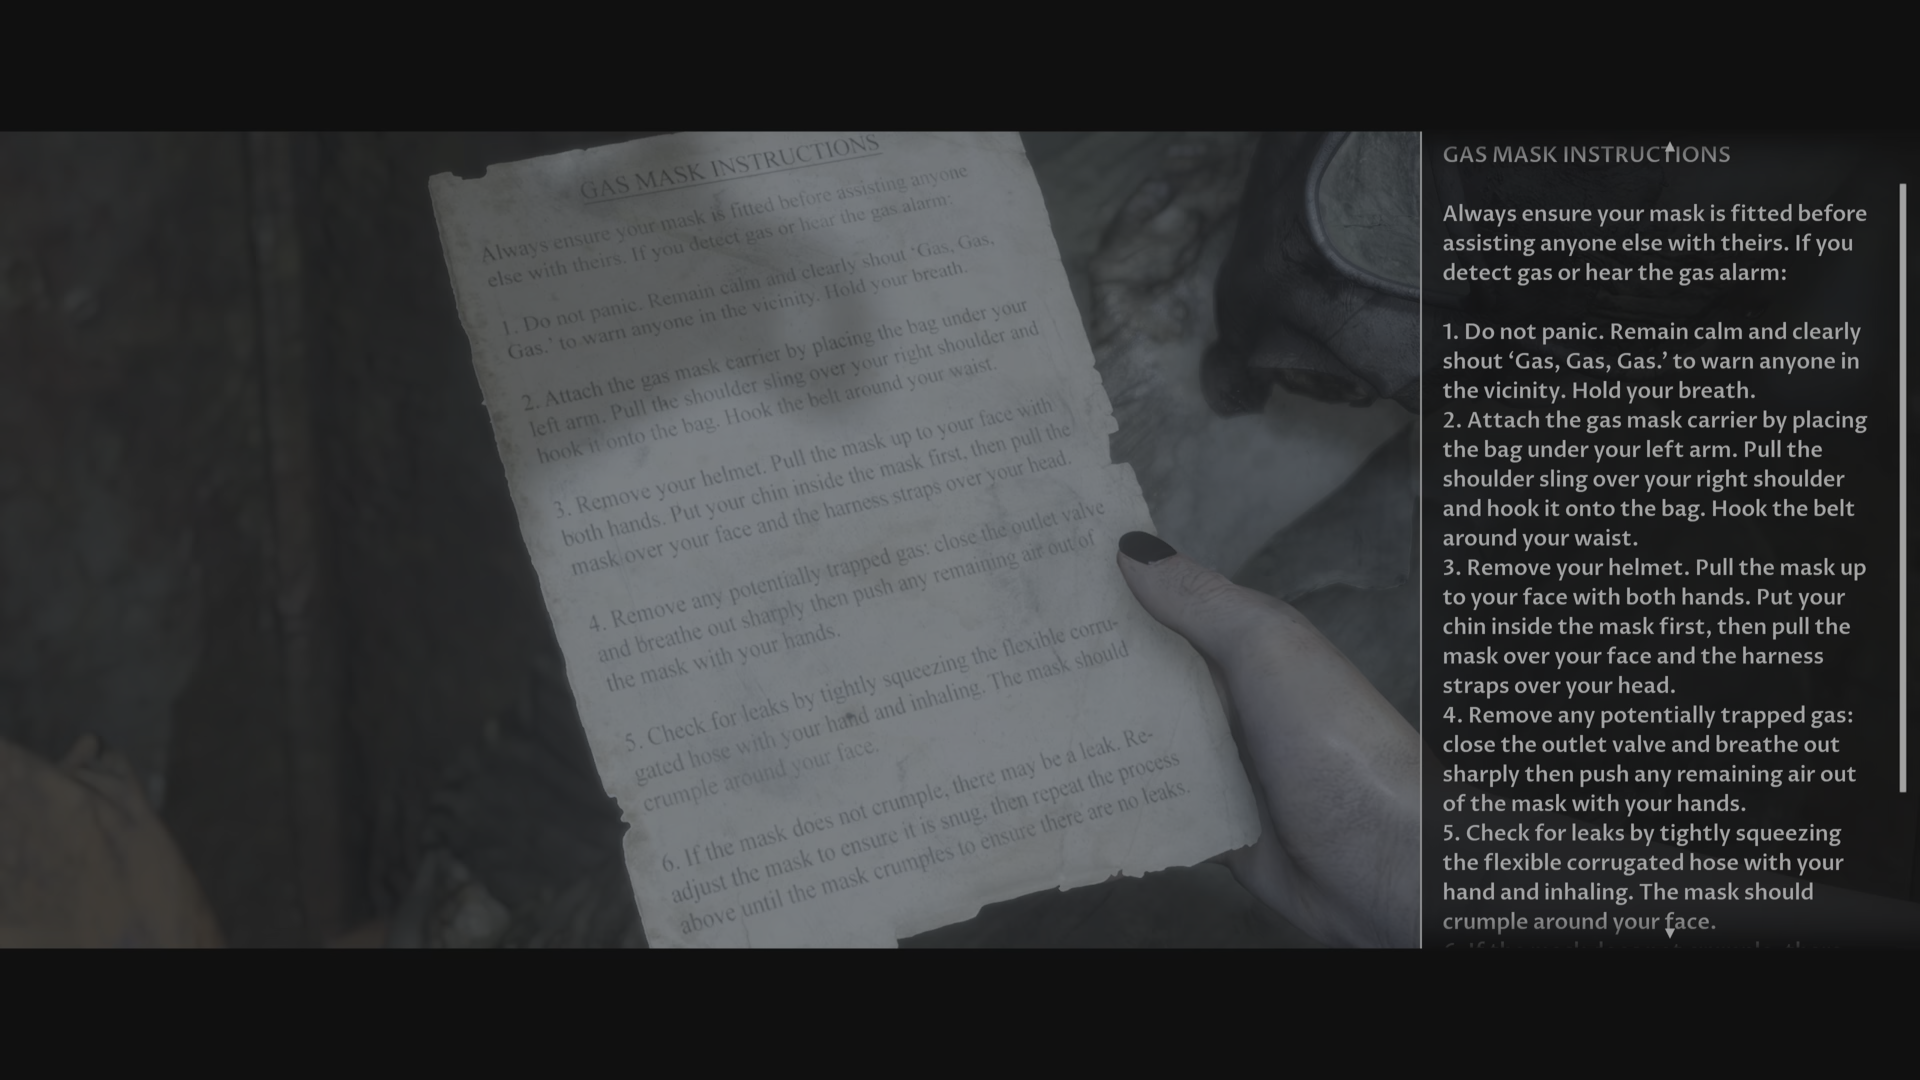 GAS MASK INSTRUCTIONS
Always ensure your mask is fitted before assisting anyone
else with theirs. If you detect gas or hear the gas alarm:
1. Do not panic. Remain calm and clearly shout ‘Gas, Gas,
Gas.’ to warn anyone in the vicinity. Hold your breath.
2. Attach the gas mask carrier by placing the bag under your
left arm. Pull the shoulder sling over your right shoulder and
hook it onto the bag. Hook the belt around your waist.
3. Remove your helmet. Pull the mask up to your face with
both hands. Put your chin inside the mask first, then pull the
mask over your face and the harness straps over your head.
4. Remove any potentially trapped gas: close the outlet valve
and breathe out sharply then push any remaining air out of
the mask with your hands.
5. Check for leaks by tightly squeezing the flexible corru-
gated hose with your hand and inhaling. The mask should
crumple around your face.
6. If the mask does not crumple, there may be a leak. Re-
adjust the mask to ensure it is snug, then repeat the process
above until the mask crumples to ensure there are no leaks.
GAS MASK INSTRUCTIONS
Always ensure your mask is fitted before
assisting anyone else with theirs. If you
detect gas or hear the gas alarm:
1. Do not panic. Remain calm and clearly
shout ‘Gas, Gas, Gas.’ to warn anyone in
the vicinity. Hold your breath.
2. Attach the gas mask carrier by placing
the bag under your left arm. Pull the
shoulder sling over your right shoulder
and hook it onto the bag. Hook the belt
around your waist.
3. Remove your helmet. Pull the mask up
to your face with both hands. Put your
chin inside the mask first, then pull the
mask over your face and the harness
straps over your head.
4. Remove any potentially trapped gas:
close the outlet valve and breathe out
sharply then push any remaining air out
of the mask with your hands.
5. Check for leaks by tightly squeezing
the flexible corrugated hose with your
hand and inhaling. The mask should
crumple around your face.